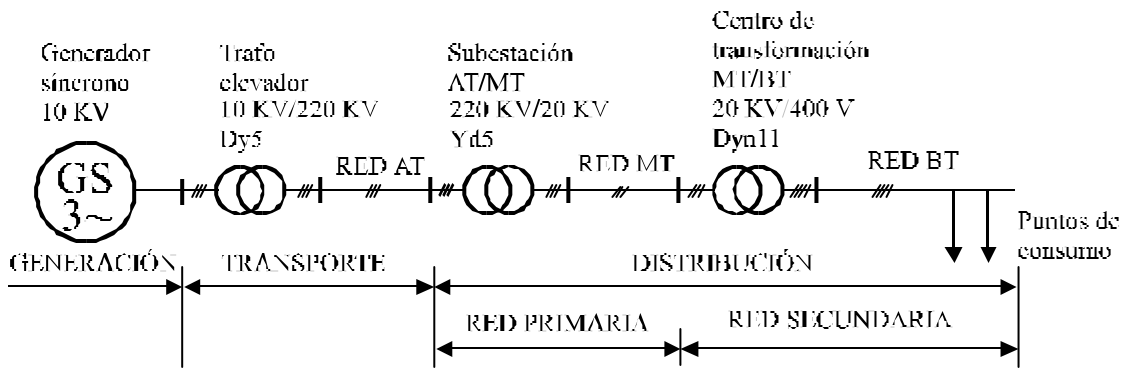 Generador
síncrono
10 KV
Trafo
elevador
10 KV/220 KV
Dy5
Subestación
AT/MT
220 KV/20 KV
Yd5
Centro de
transformación
MT/BT
20 KV/400 V
Dyn11
GS
3~
RED AT
RED MT
RED BT
Puntos de
consumo
GENERACIÓN
TRANSPORTE
DISTRIBUCIÓN
RED PRIMARIA
RED SECUNDARIA